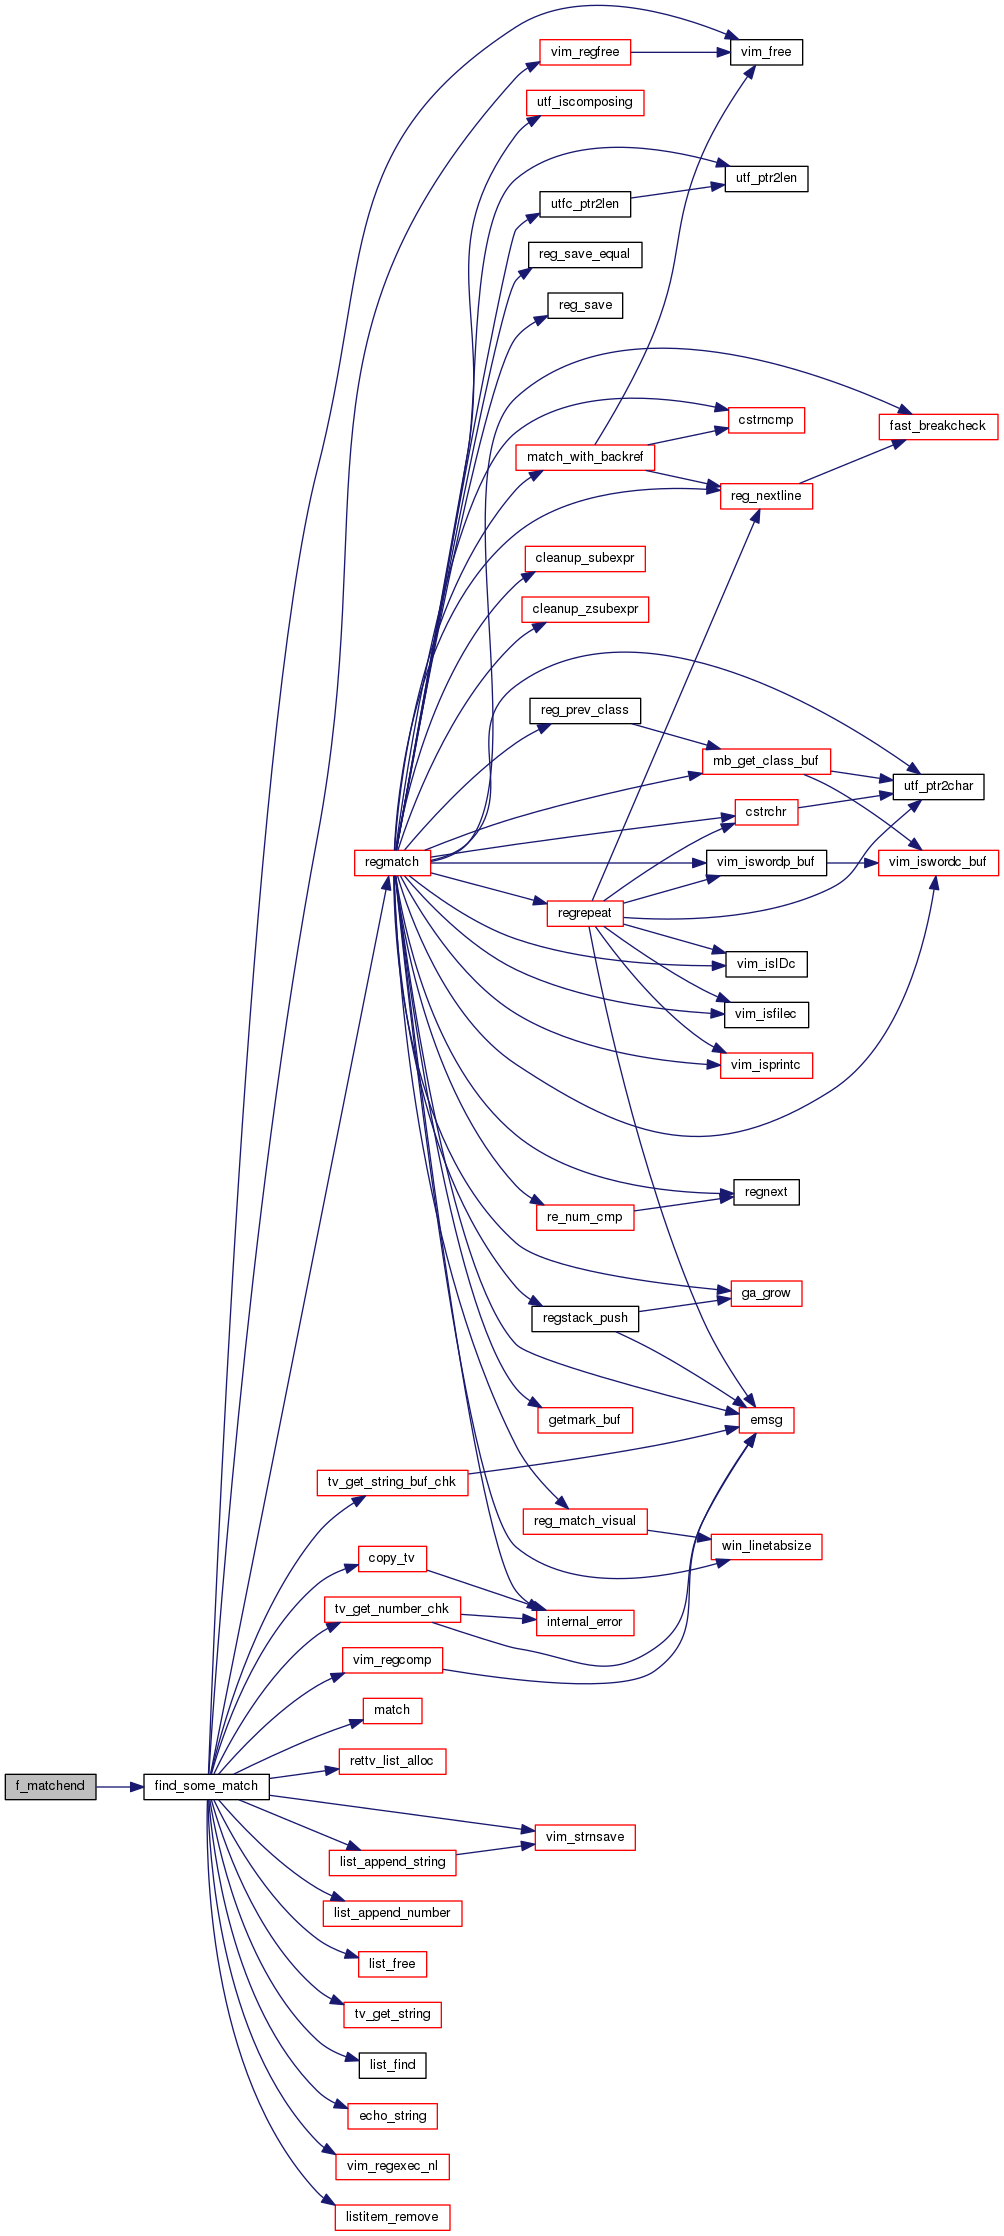 vim_regfree
vim_free
utf_iscomposing
utf_ptr2len
utfc_ptr2len
reg_save_equal
reg_save
cstrncmp
fast_breakcheck
match_with_backref
reg_nextline
cleanup_subexpr
cleanup_zsubexpr
reg_prev_class
mb_get_class_buf
utf_ptr2char
cstrchr
regmatch
vim_iswordp_buf
vim_iswordc_buf
regrepeat
vim_isIDc
vim_isfilec
vim_isprintc
regnext
re_num_cmp
ga_grow
regstack_push
getmark_buf
emsg
tv_get_string_buf_chk
reg_match_visual
win_linetabsize
copy_tv
tv_get_number_chk
internal_error
vim_regcomp
match
rettv_list_alloc
f_matchend
find_some_match
vim_strnsave
list_append_string
list_append_number
list_free
tv_get_string
list_find
echo_string
vim_regexec_nl
listitem_remove